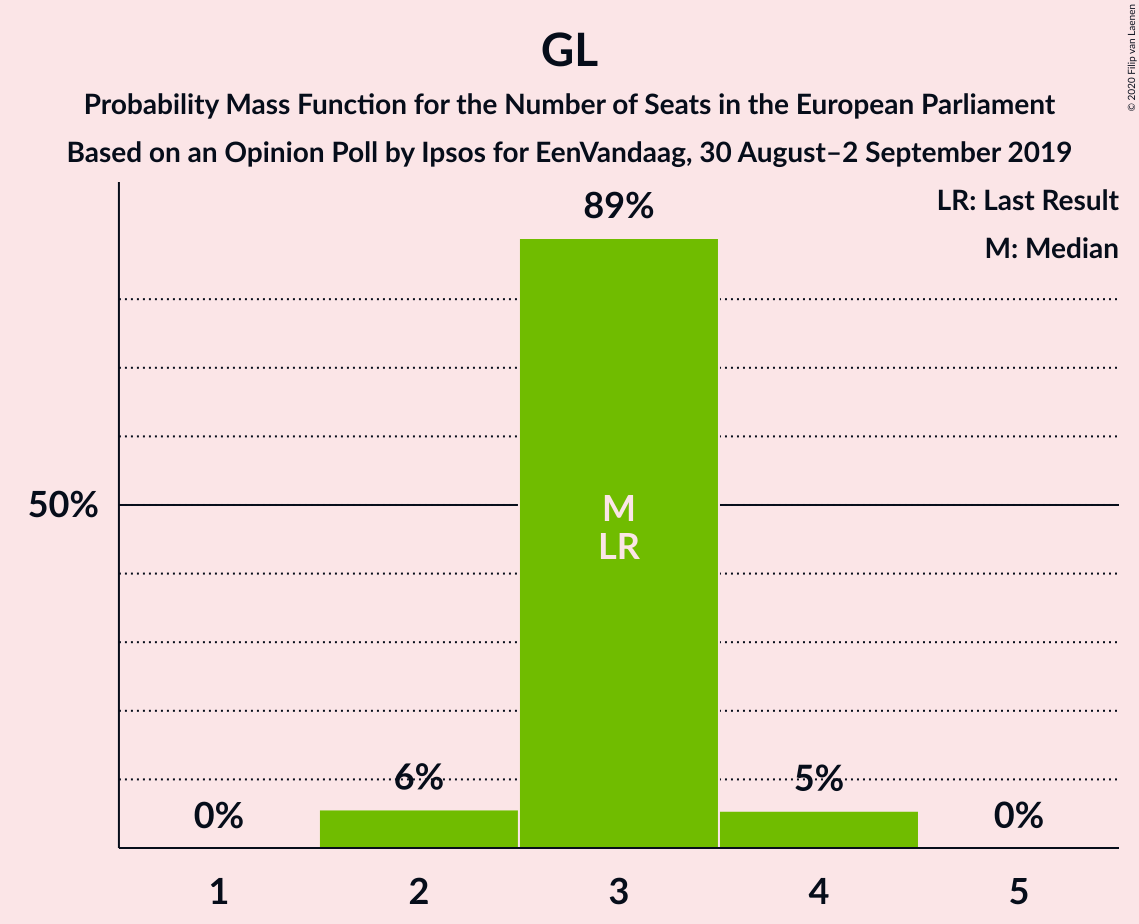 GL
Probability Mass Function for the Number of Seats in the European Parliament
Based on an Opinion Poll by Ipsos for EenVandaag, 30 August–2 September 2019
© 2020 Filip van Laenen
LR: Last Result
M: Median
89%
50%
M
LR
6%
5%
0%
0%
1
2
3
4
5